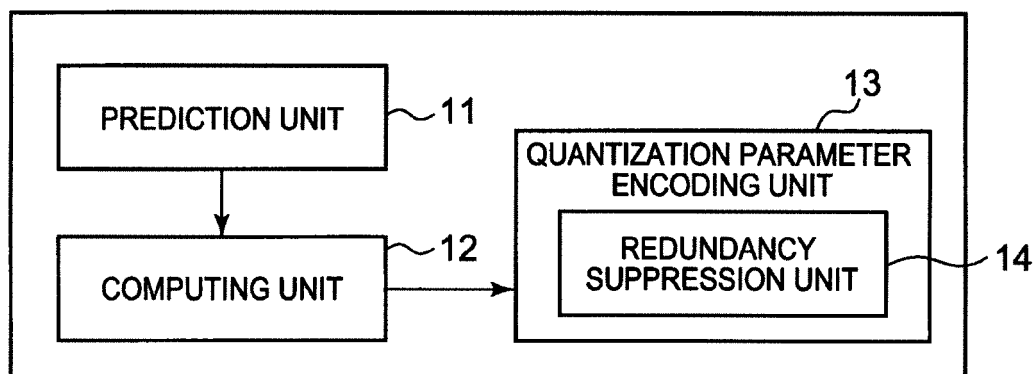 PREDICTION UNIT
11
13
QUANTIZATION PARAMETER
ENCODING UNIT
12
COMPUTING UNIT
REDUNDANCY
SUPPRESSION UNIT
14